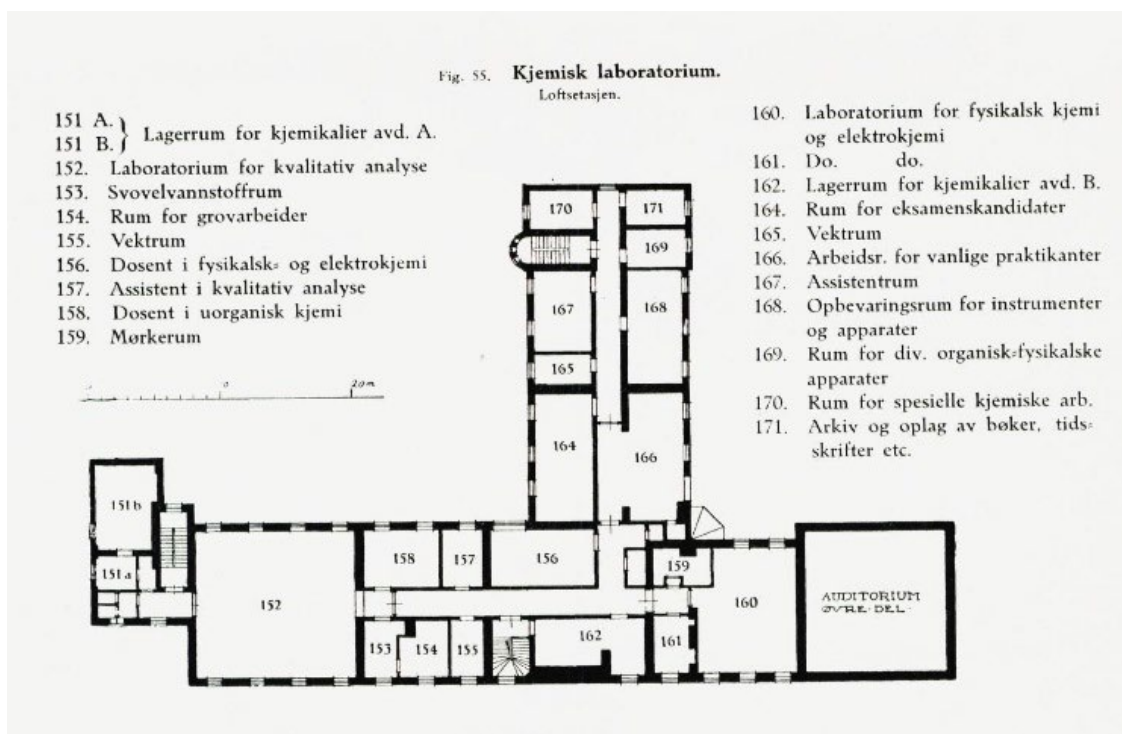 Fig. 55. Kjemisk laboratorium.
Loftsetasjen.
151 A.
151 B. } Lagerrum for kjemikalier avd. A.
152. Laboratorium for kvalitativ analyse
153. Svovelvannstoffrum
154. Rum for grovarbeider
155. Vektrum
156. Dosent i fysikalsk- og elektrokjemi
157. Assistent i kvalitativ analyse
158. Dosent i uorganisk kjemi
159. Mørkerum
160. Laboratorium for fysikalsk kjemi
og elektrokjemi
161. Do. do.
162. Lagerrum for kjemikalier avd. B.
164. Rum for eksamenskandidater
165. Vektrum
166. Arbeidsr. for vanlige praktikanter
167. Assistentrum
168. Opbevaringsrum for instrumenter
og apparater
169. Rum for div. organisk-fysikalske
apparater
170. Rum for spesielle kjemiske arb.
171. Arkiv og oplag av bøker, tids-
skrifter etc.
0 0 20 m
170 171
169
167 168
165
164 166
151b
151a
158 157 156
159
152 160
AUDITORIUM
ØVRE·DEL·
153 154 155 162 161